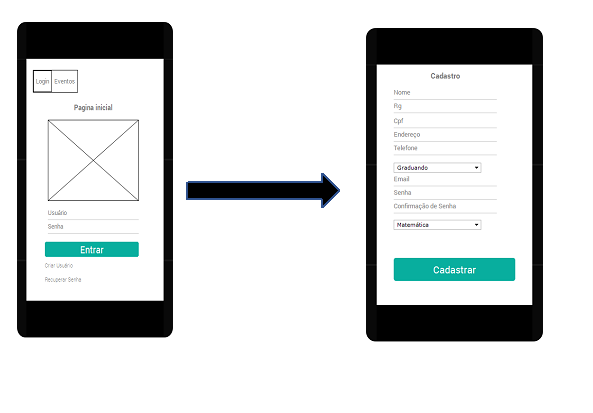 Login Eventos
Pagina inicial
Usuário
Senha
Entrar
Criar Usuário
Recuperar Senha
Cadastro
Nome
Rg
Cpf
Endereço
Telefone
Graduando
Email
Senha
Confirmação de Senha
Matemática
Cadastrar